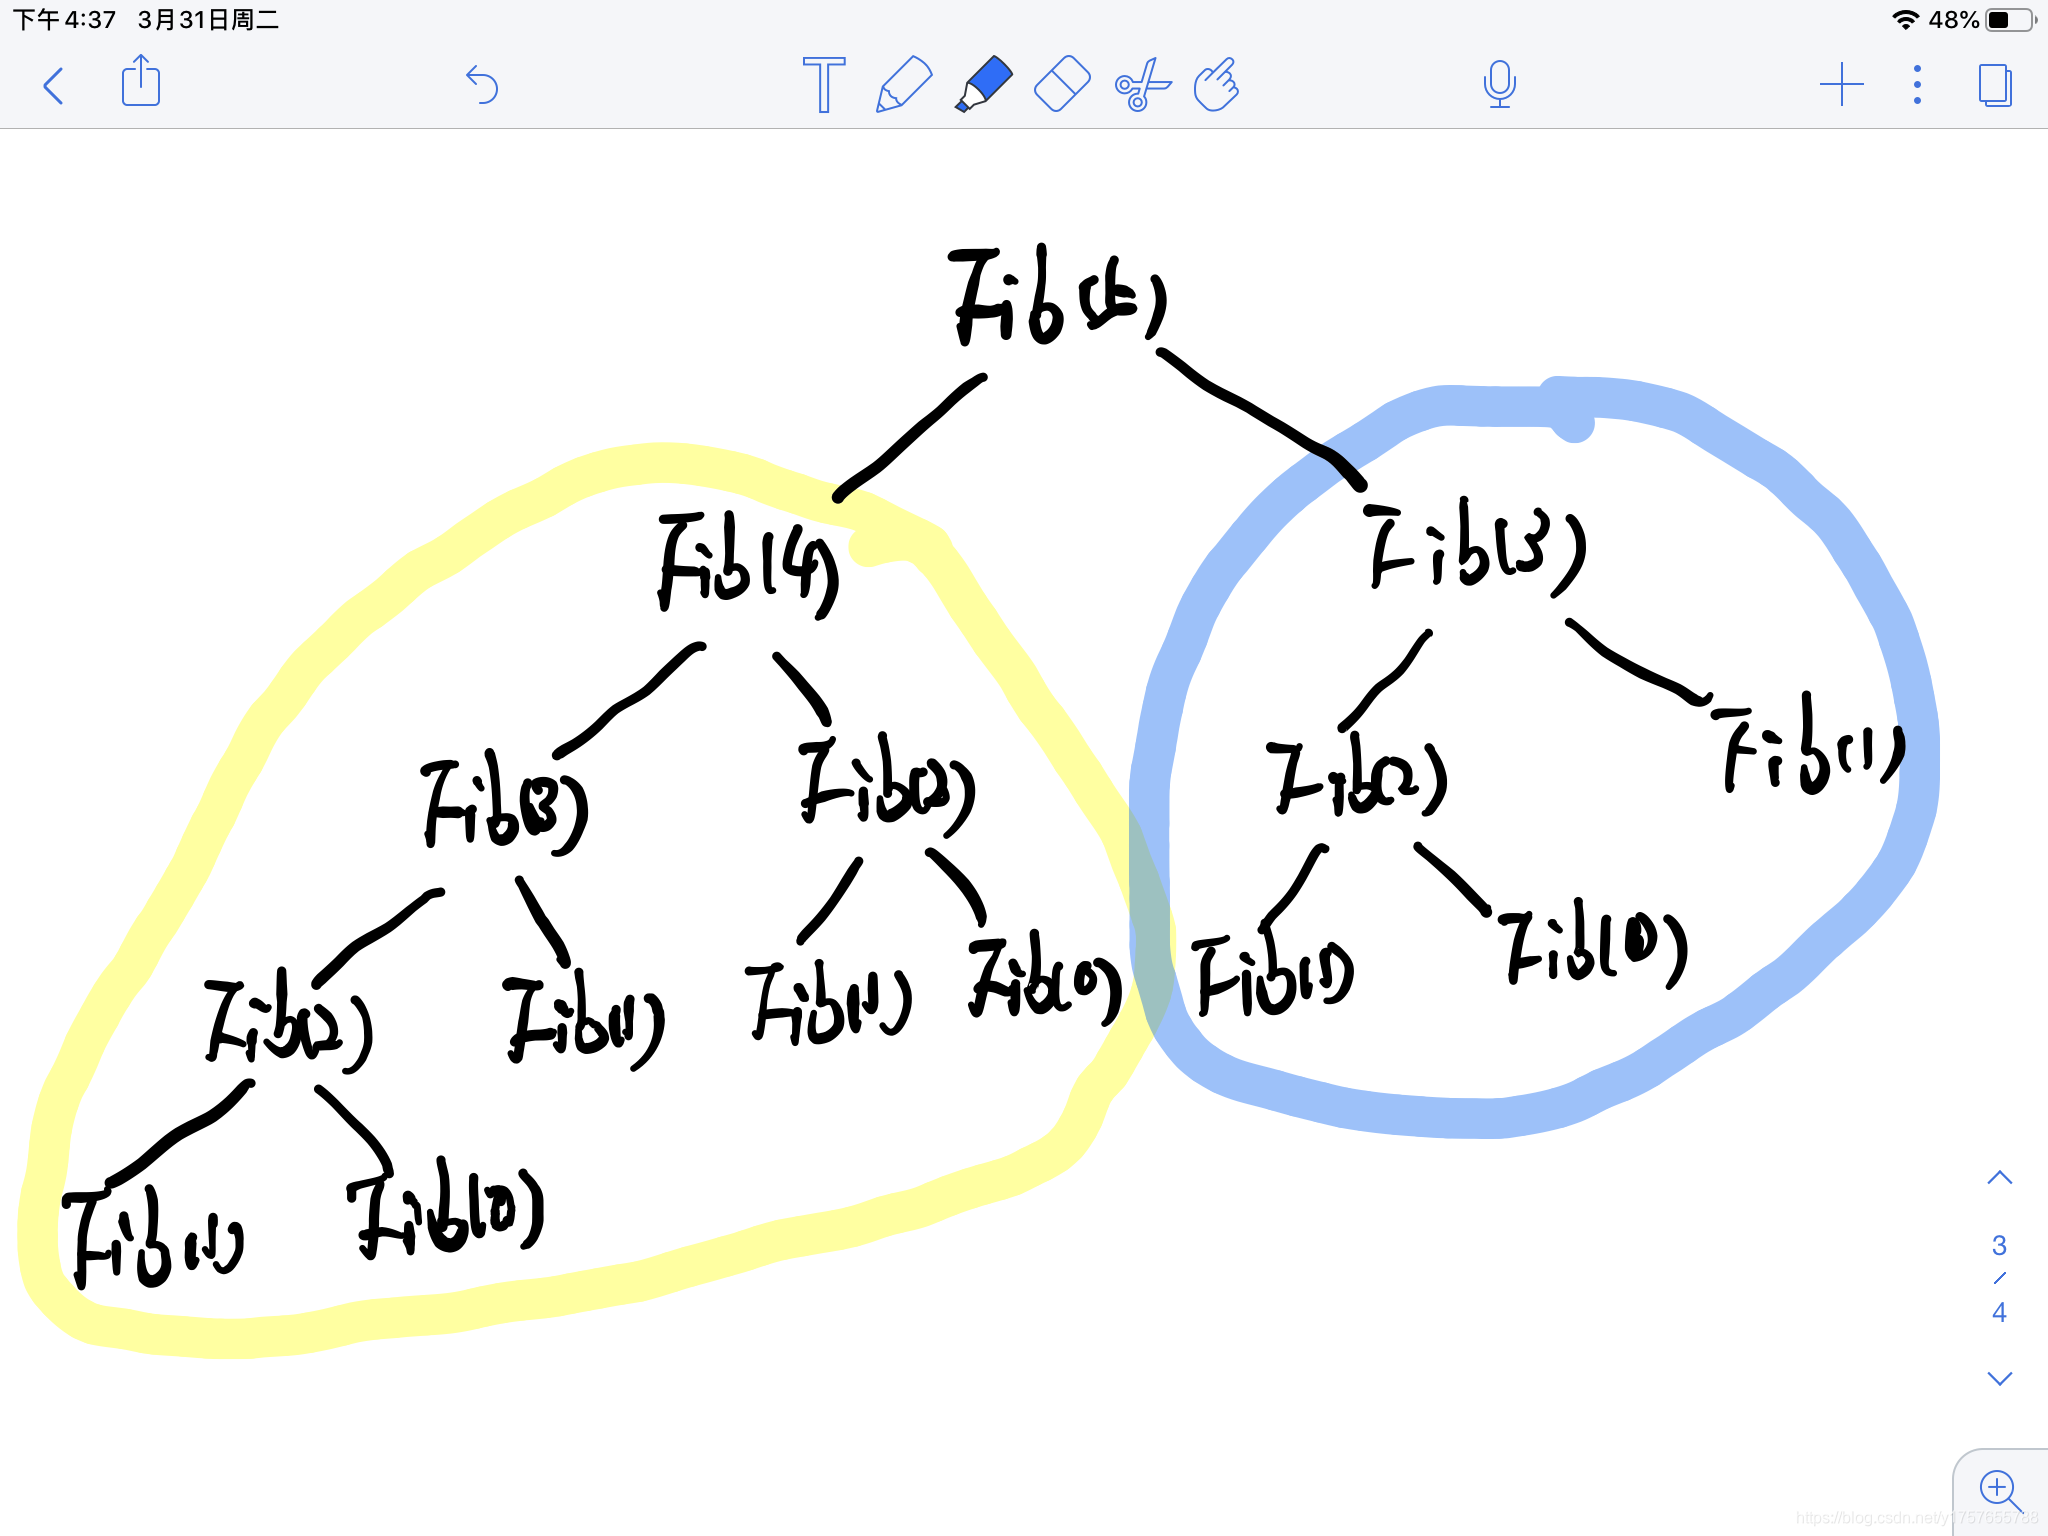 下午4:37 3月31日周二
48%
T
Fib(5)
Fib(4)
Fib(3)
Fib(3)
Fib(2)
Fib(2)
Fib(1)
Fib(2)
Fib(1)
Fib(1)
Fib(0)
Fib(1)
Fib(0)
Fib(1)
Fib(0)
3
/
4
https://blog.csdn.net/y1757655788